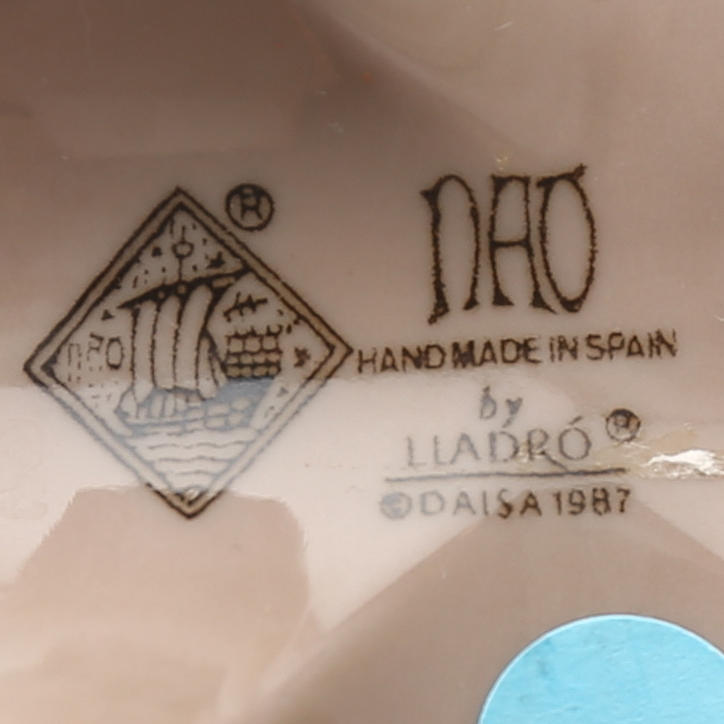 ®
NAO
NAO
HAND MADE IN SPAIN
by
LLADRÓ®
©DAISA 1987